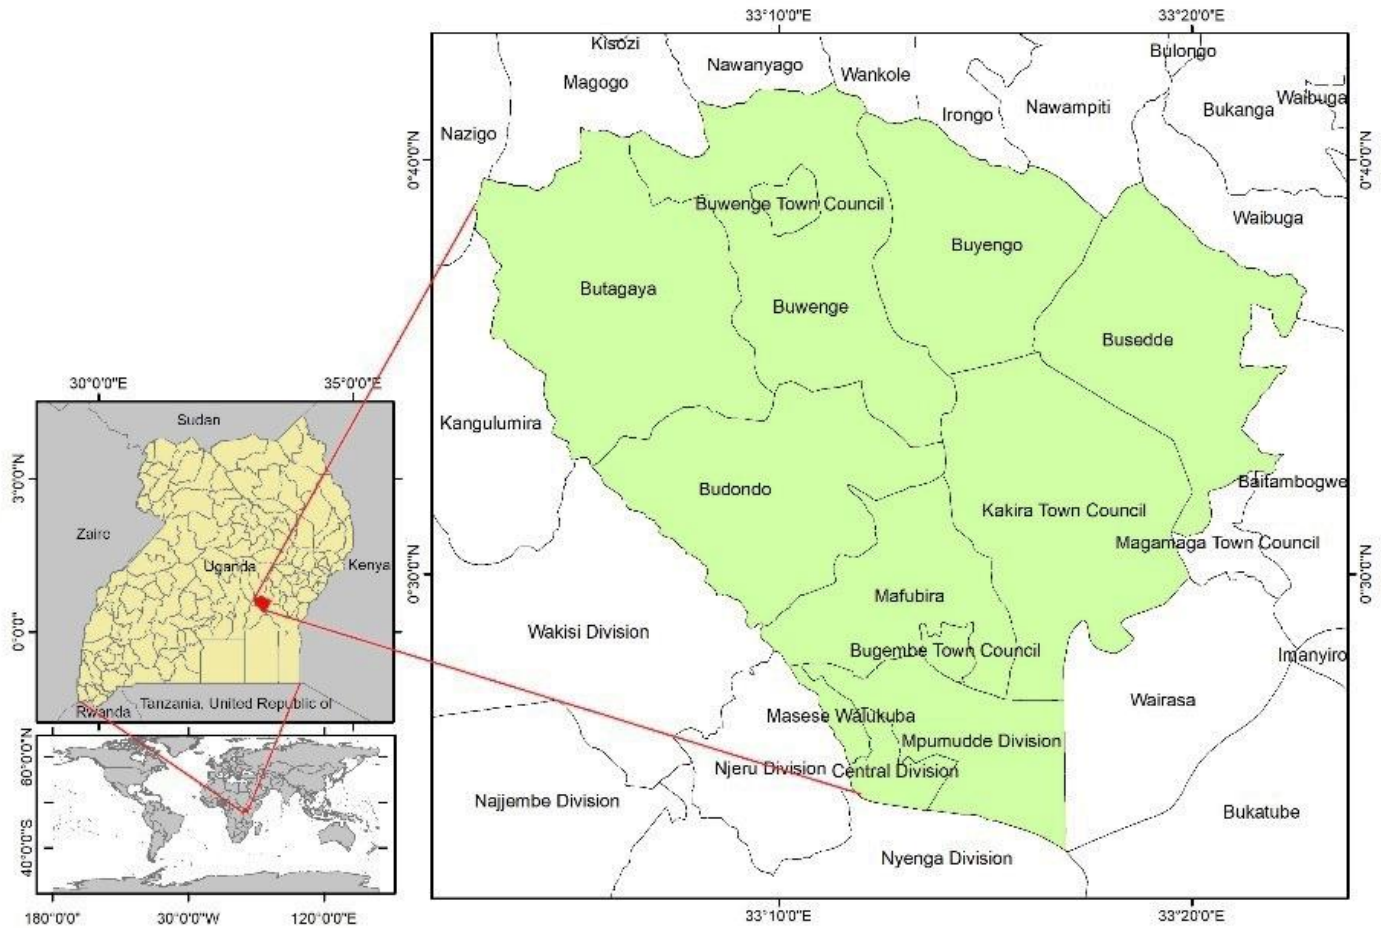 33°10'0"E
33°20'0"E
Kisozi
Bulongo
Nawanyago
Wankole
Magogo
Waibuga
Nawampiti
Bukanga
Irongo
Nazigo
0°40'0"N
0°40'0"N
Buwenge Town Council
Waibuga
Buyengo
Butagaya
Buwenge
Busedde
30°0'0"E
35°0'0"E
Sudan
Kangulumira
3°0'0"N
Baitambogwe
Budondo
Kakira Town Council
Zaire
Magamaga Town Council
Uganda
Kenya
0°30'0"N
0°30'0"N
Mafubira
Wakisi Division
0°0'0"
Bugembe Town Council
Imanyiro
Tanzania, United Republic of
Rwanda
Wairasa
Masese Walukuba
Mpumudde Division
60°0'0"N
Njeru Division
Central Division
Najjembe Division
Bukatube
40°0'0"S
Nyenga Division
180°0'0"
30°0'0"W
120°0'0"E
33°10'0"E
33°20'0"E